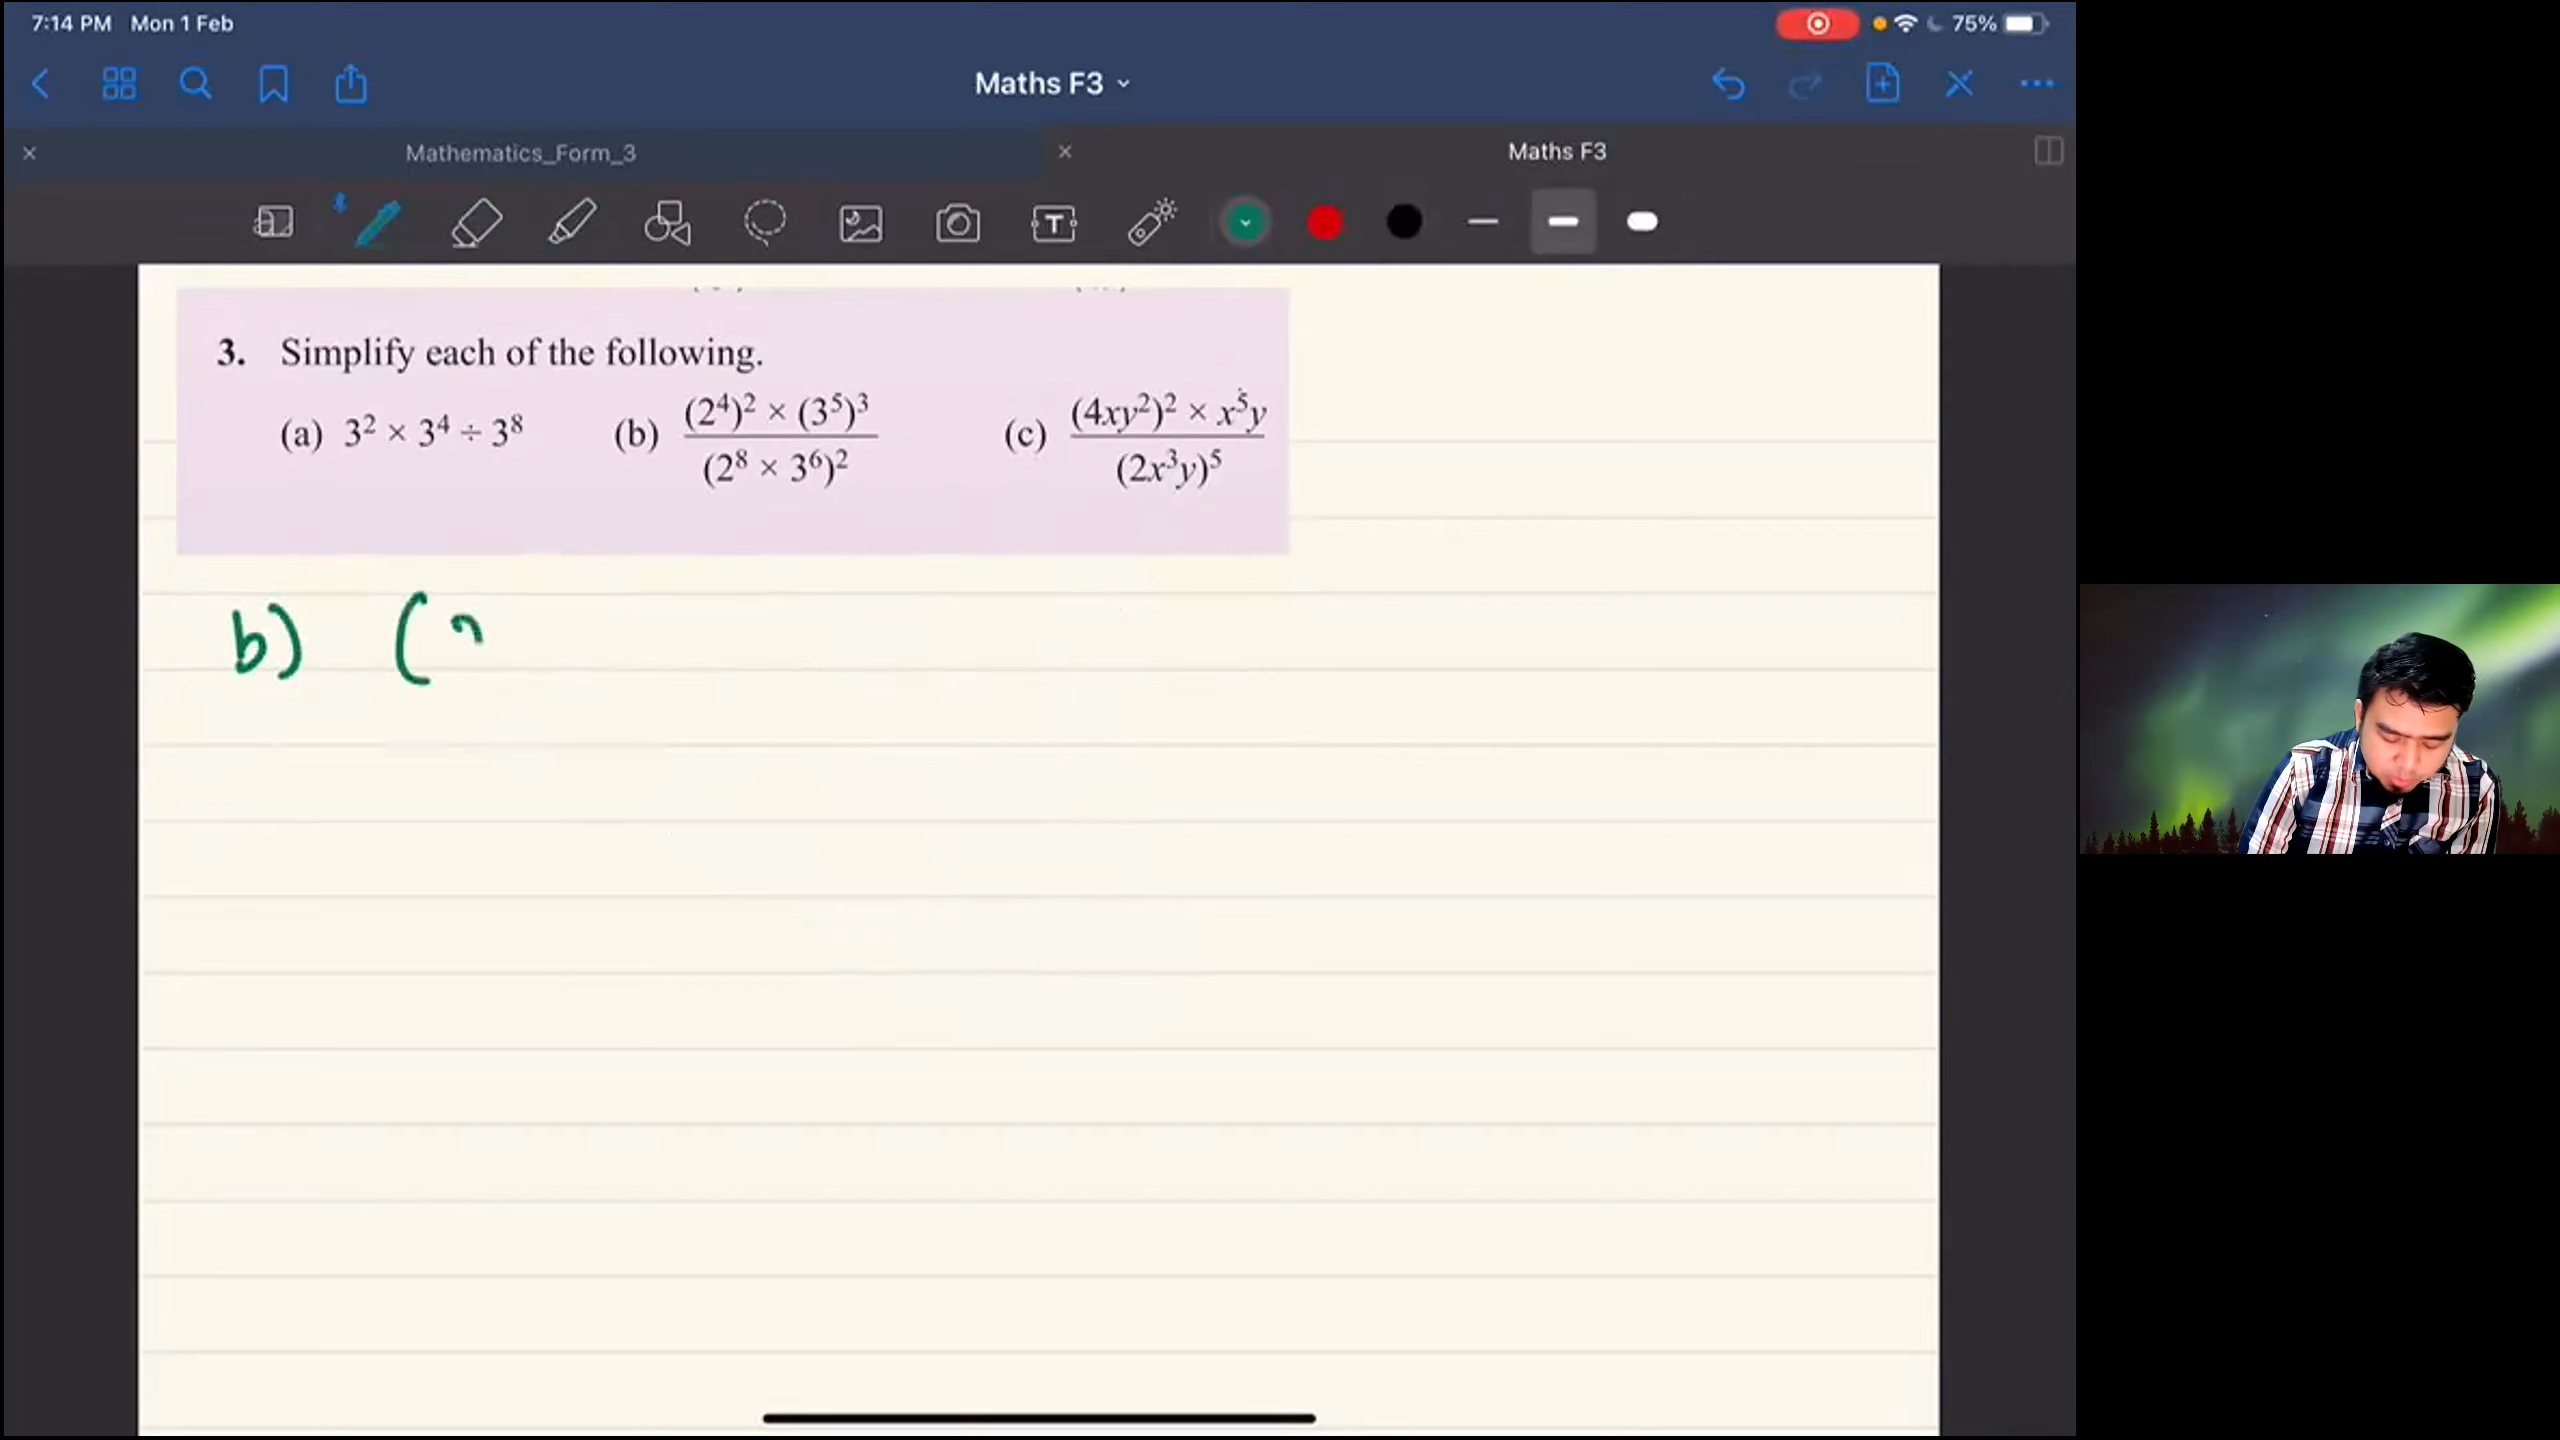 7:14 PM Mon 1 Feb 75%
Maths F3
Mathematics_Form_3 Maths F3
3. Simplify each of the following.
(a) 3² × 3⁴ ÷ 3⁸ (b) (2⁴)² × (3⁵)³ / (2⁸ × 3⁶)² (c) (4xy²)² × x⁵y / (2x³y)⁵
b) (